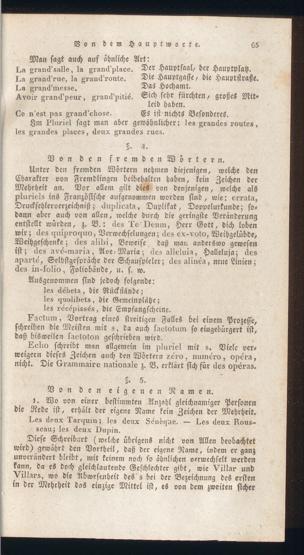 Von dem Hauptworte. 65
Man sagt auch auf ähnliche Art:
La grand'salle, la grand'place. Der Hauptsaal, der Hauptplatz.
La grand'rue, la grand'route. Die Hauptgasse, die Hauptstraße.
La grand'messe. Das Hochamt.
Avoir grand'peur, grand'pitié. Sich sehr fürchten, großes Mit-
leid haben.
Ce n'est pas grand'chose. Es ist nichts Besonderes.
Im Pluriel sagt man aber gewöhnlicher: les grandes routes,
les grandes places, deux grandes rues.
§. 4.
Von den fremden Wörtern.
Unter den fremden Wörtern nehmen diejenigen, welche den
Charakter von Fremdlingen beibehalten haben, kein Zeichen der
Mehrheit an. Vor allem gilt dies von denjenigen, welche als
pluriels ins Französische aufgenommen worden sind, wie: errata,
Druckfehlerverzeichniß; duplicata, Duplikat, Doppelurkunde; so-
dann aber auch von allen, welche durch die geringste Veränderung
entstellt würden, z. B.: des Te Deum, Herr Gott, dich loben
wir; des quiproquo, Verwechselungen; des ex-voto, Weihgelübde,
Weihgeschenke; des alibi, Beweise daß man anderswo gewesen
ist; des avé-maria, Ave-Maria; des alleluia, Halleluja; des
aparté, Selbstgespräche der Schauspieler; des alinéa, neue Linien;
des in-folio, Foliobände, u. s. w.
Ausgenommen sind jedoch folgende:
les débets, die Rückstände;
les quolibets, die Gemeinplätze;
les récépissés, die Empfangscheine.
Factum, Vortrag eines streitigen Falles bei einem Prozesse,
schreiben die Meisten mit s, da auch factotum so eingebürgert ist,
daß bisweilen factoton geschrieben wird.
Echo schreibt man allgemein im pluriel mit s. Viele ver-
weigern dieses Zeichen auch den Wörtern zéro, numéro, opéra,
nicht. Die Grammaire nationale z. B. erklärt sich für des opéras.
§. 5.
Von den eigenen Namen.
1. Wo von einer bestimmten Anzahl gleichnamiger Personen
die Rede ist, erhält der eigene Name kein Zeichen der Mehrheit.
Les deux Tarquin; les deux Sénèque. — Les deux Rous-
seau; les deux Dupin.
Diese Schreibart (welche übrigens nicht von Allen beobachtet
wird) gewährt den Vortheil, daß der eigene Name, indem er ganz
unverändert bleibt, mit keinem noch so ähnlichen verwechselt werden
kann, da es doch gleichlautende Geschlechter gibt, wie Villar und
Villars, wo die Abwesenheit des s bei der Bezeichnung des ersten
in der Mehrheit das einzige Mittel ist, es von dem zweiten sicher